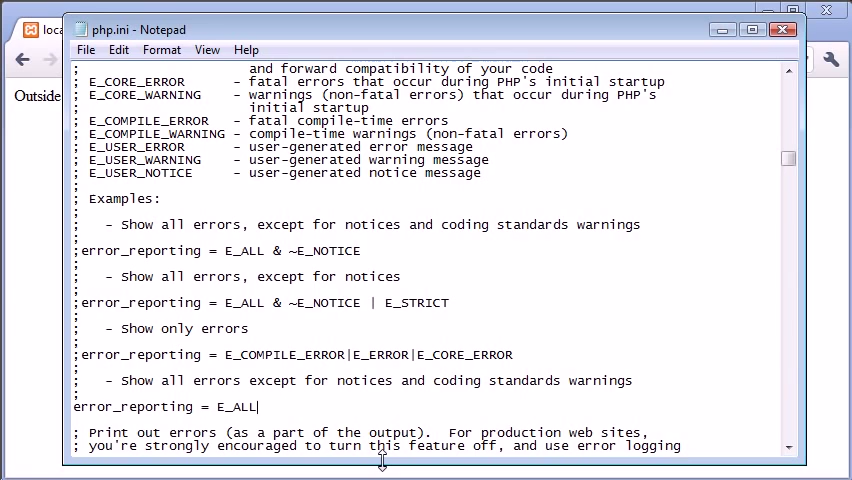 loca
Outside
php.ini - Notepad
File Edit Format View Help
; and forward compatibility of your code
; E_CORE_ERROR - fatal errors that occur during PHP's initial startup
; E_CORE_WARNING - warnings (non-fatal errors) that occur during PHP's
; initial startup
; E_COMPILE_ERROR - fatal compile-time errors
; E_COMPILE_WARNING - compile-time warnings (non-fatal errors)
; E_USER_ERROR - user-generated error message
; E_USER_WARNING - user-generated warning message
; E_USER_NOTICE - user-generated notice message
;
; Examples:
;
; - Show all errors, except for notices and coding standards warnings
;
;error_reporting = E_ALL & ~E_NOTICE
;
; - Show all errors, except for notices
;
;error_reporting = E_ALL & ~E_NOTICE | E_STRICT
;
; - Show only errors
;
;error_reporting = E_COMPILE_ERROR|E_ERROR|E_CORE_ERROR
;
; - Show all errors except for notices and coding standards warnings
;
error_reporting = E_ALL
; Print out errors (as a part of the output). For production web sites,
; you're strongly encouraged to turn this feature off, and use error logging